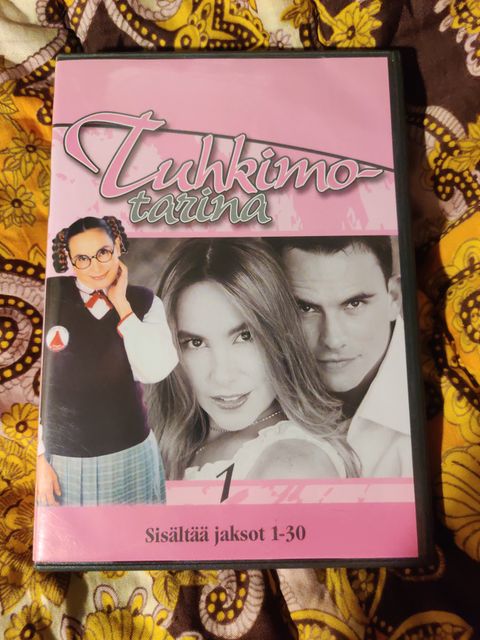 Tuhkimo-
tarina
1
Sisältää jaksot 1-30